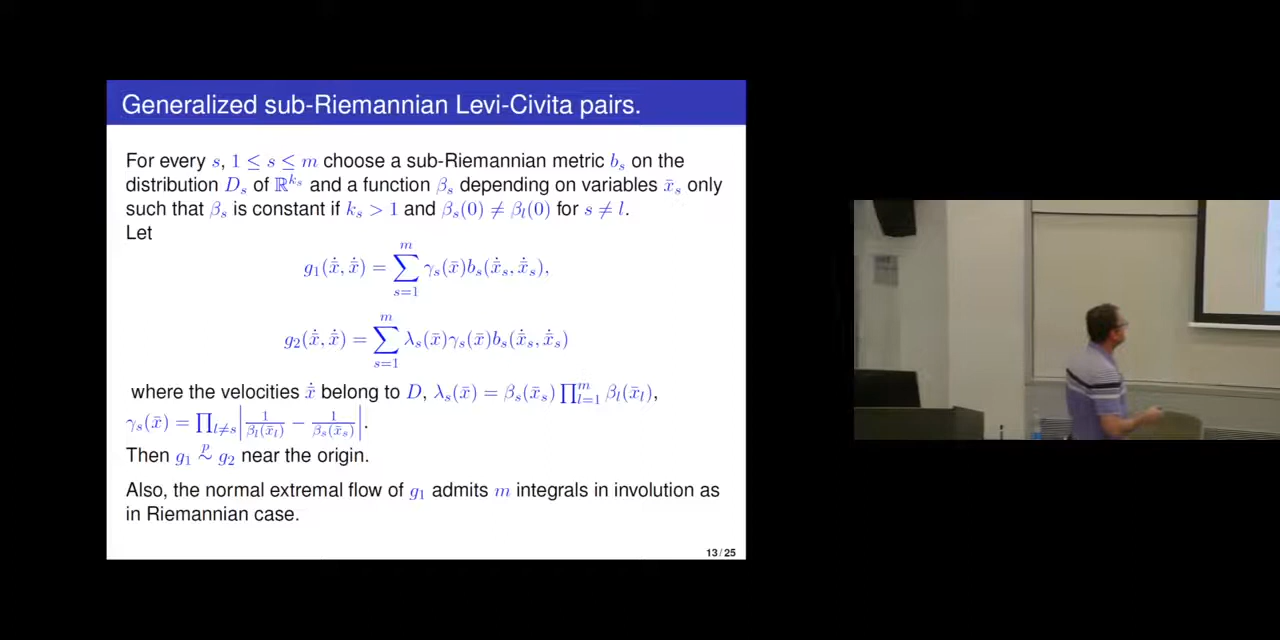 Generalized sub-Riemannian Levi-Civita pairs.
For every s, 1 ≤ s ≤ m choose a sub-Riemannian metric b_s on the
distribution D_s of ℝ^{k_s} and a function β_s depending on variables x̄_s only
such that β_s is constant if k_s > 1 and β_s(0) ≠ β_l(0) for s ≠ l.
Let
g_1(ẋ̄, ẋ̄) = ∑_{s=1}^{m} γ_s(x̄)b_s(ẋ̄_s, ẋ̄_s),
g_2(ẋ̄, ẋ̄) = ∑_{s=1}^{m} λ_s(x̄)γ_s(x̄)b_s(ẋ̄_s, ẋ̄_s)
where the velocities ẋ̄ belong to D, λ_s(x̄) = β_s(x̄_s) ∏_{l=1}^{m} β_l(x̄_l),
γ_s(x̄) = ∏_{l≠s} |1/β_l(x̄_l) − 1/β_s(x̄_s)|.
Then g_1 ∼^p g_2 near the origin.
Also, the normal extremal flow of g_1 admits m integrals in involution as
in Riemannian case.
13 / 25